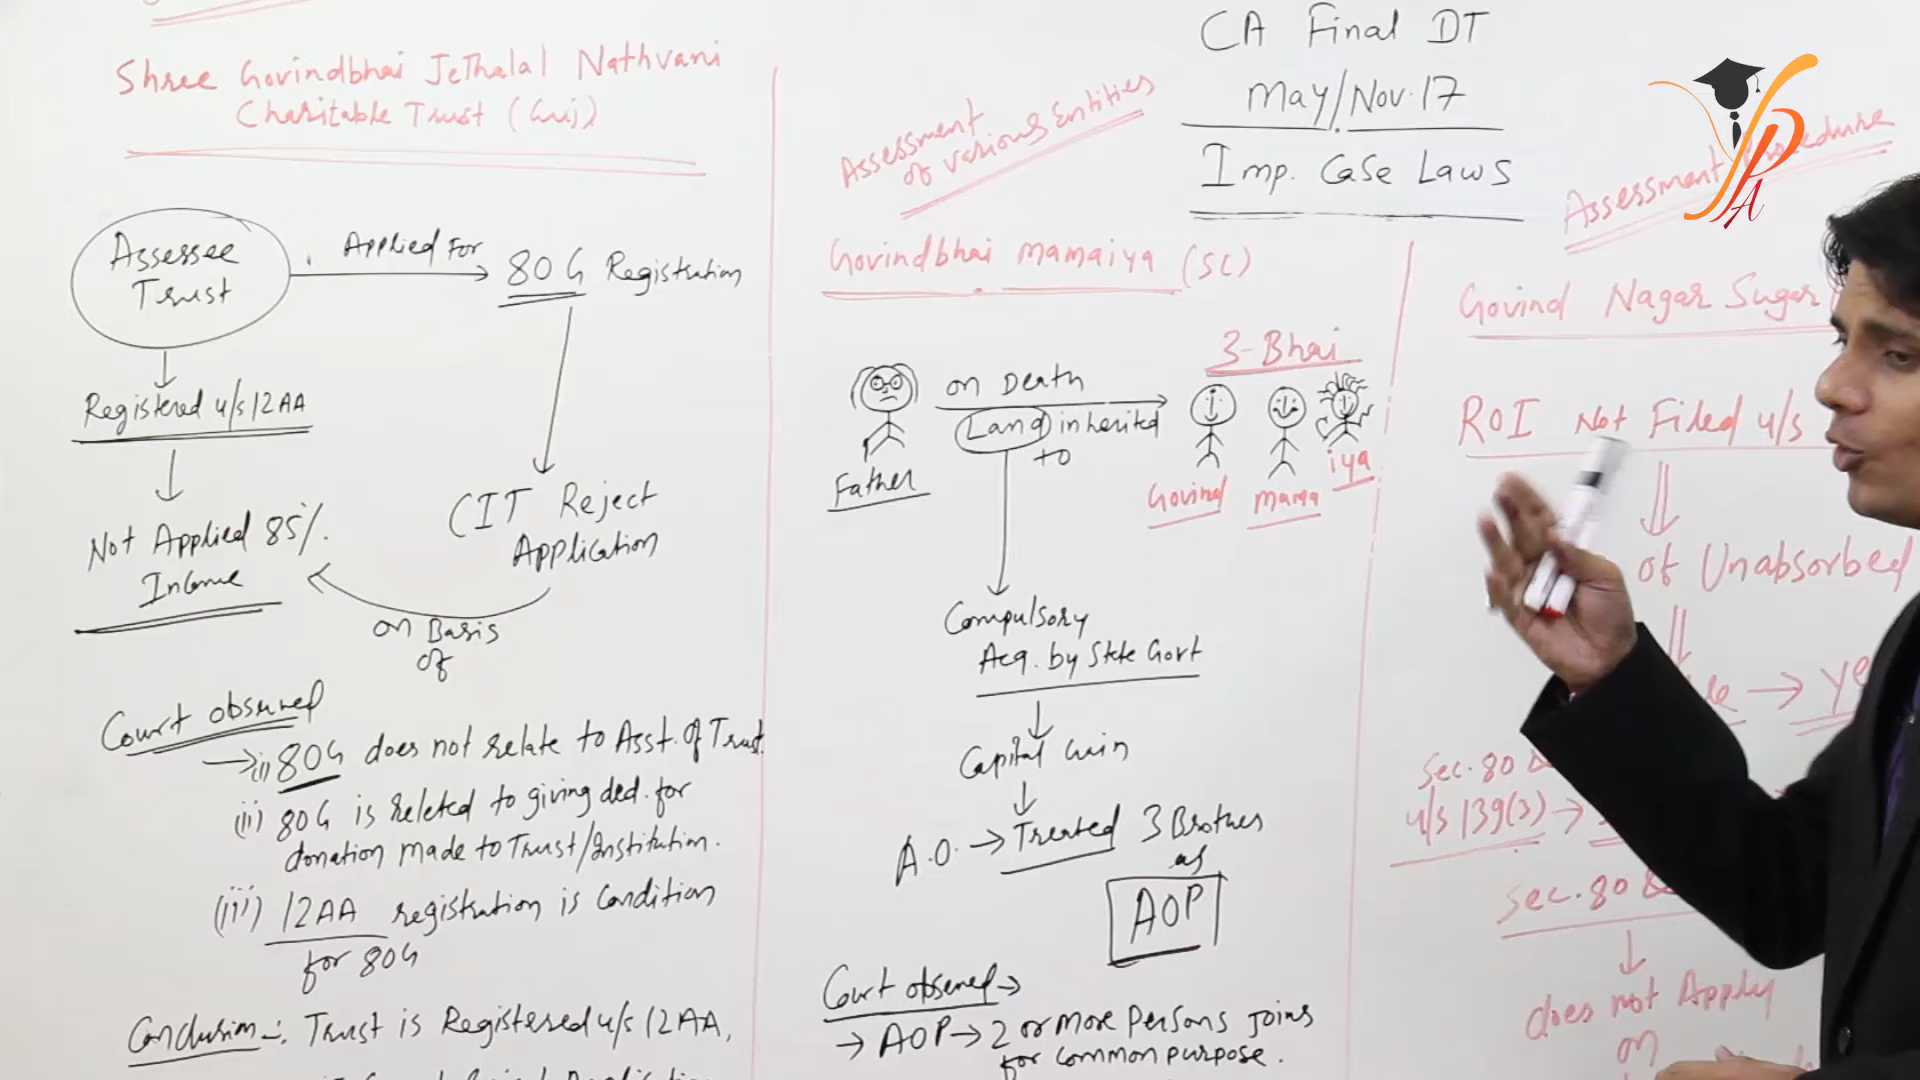 Shree Govindbhai Jethalal Nathvani
Charitable Trust (Guj)
Assessee
Trust
Applied For
80G Registration
Registered u/s 12AA
Not Applied 85%
Income
CIT Reject
Application
on Basis
of
Court observed
(i) 80G does not relate to Asst. of Trust.
(ii) 80G is releted to giving ded. for
donation made to Trust/Institution.
(iii) 12AA registration is Condition
for 80G
Conclusion :- Trust is Registered u/s 12AA,
CA Final DT
May/Nov.17
Imp. Case Laws
Assessment
of various Entities
Govindbhai Mamaiya (SC)
3-Bhai
on Death
Land inherited
to
Father
Govind
Mama
iya
Compulsory
Acq. by State Govt
Capital Gain
A.O. → Treated 3 Brothers
as
AOP
Court observed →
→ AOP → 2 or more Persons Joins
for common purpose.
Assessment Procedure
VPA
Govind Nagar Sugar
ROI Not Filed u/s
of Unabsorbed
→ Ye
Sec. 80
u/s 139(3) →
Sec. 80
does not Apply
on